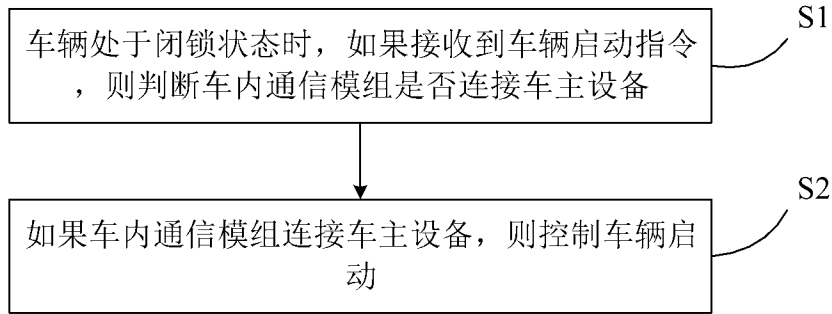 车辆处于闭锁状态时，如果接收到车辆启动指令
，则判断车内通信模组是否连接车主设备
S1
如果车内通信模组连接车主设备，则控制车辆启
动
S2